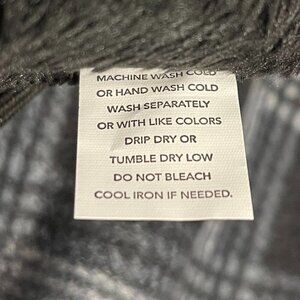 MACHINE WASH COLD
OR HAND WASH COLD
WASH SEPARATELY
OR WITH LIKE COLORS
DRIP DRY OR
TUMBLE DRY LOW
DO NOT BLEACH
COOL IRON IF NEEDED.